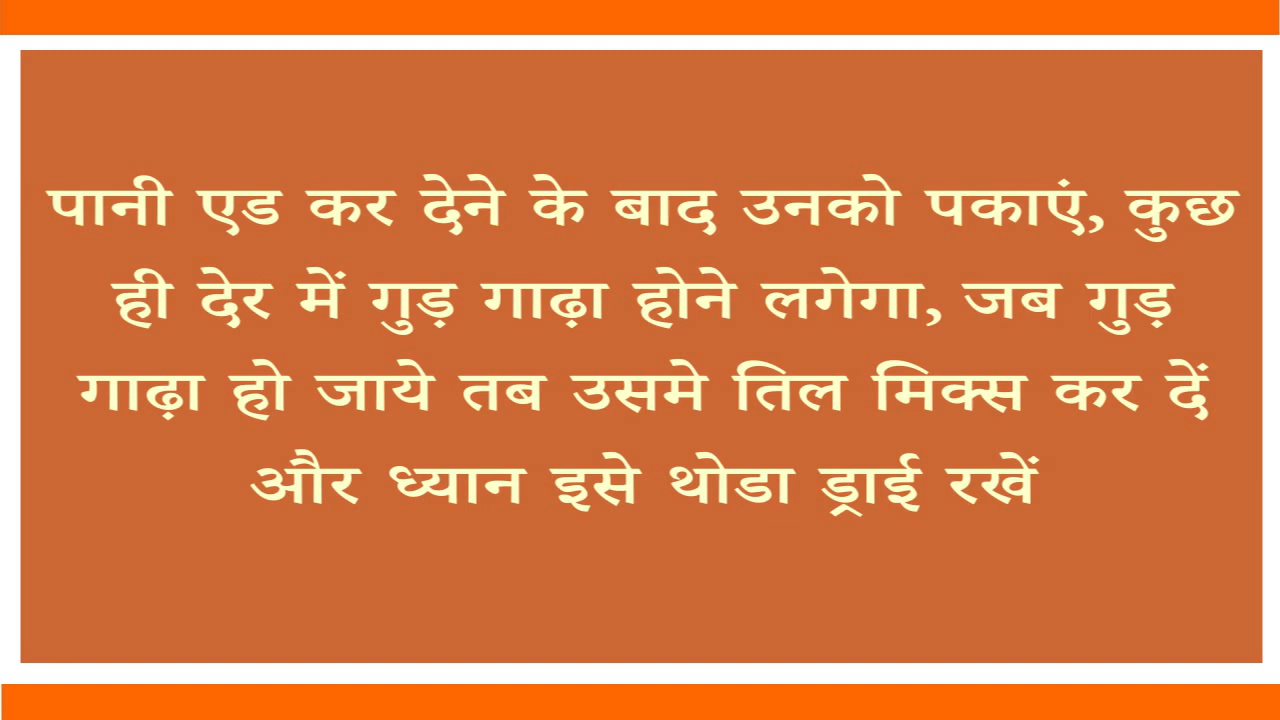 पानी एड कर देने के बाद उनको पकाएं, कुछ
ही देर में गुड़ गाढ़ा होने लगेगा, जब गुड़
गाढ़ा हो जाये तब उसमे तिल मिक्स कर दें
और ध्यान इसे थोडा ड्राई रखें